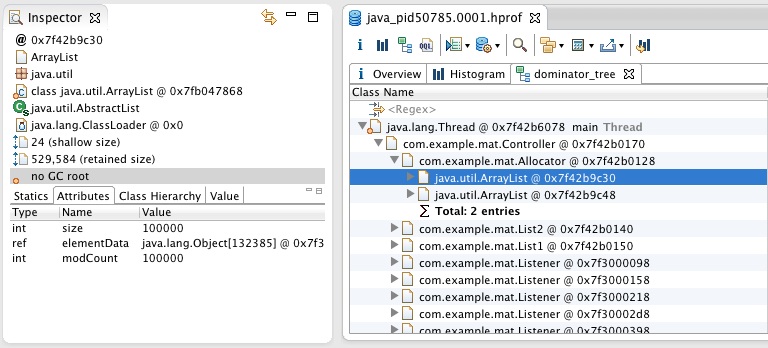 Inspector
@ 0x7f42b9c30
ArrayList
java.util
class java.util.ArrayList @ 0x7fb047868
java.util.AbstractList
java.lang.ClassLoader @ 0x0
24 (shallow size)
529,584 (retained size)
no GC root
Statics Attributes Class Hierarchy Value
Type Name Value
int size 100000
ref elementData java.lang.Object[132385] @ 0x7f3
int modCount 100000
java_pid50785.0001.hprof
i OQL
i Overview Histogram dominator_tree
Class Name
<Regex>
java.lang.Thread @ 0x7f42b6078 main Thread
com.example.mat.Controller @ 0x7f42b0170
com.example.mat.Allocator @ 0x7f42b0128
java.util.ArrayList @ 0x7f42b9c30
java.util.ArrayList @ 0x7f42b9c48
Σ Total: 2 entries
com.example.mat.List2 @ 0x7f42b0140
com.example.mat.List1 @ 0x7f42b0150
com.example.mat.Listener @ 0x7f3000098
com.example.mat.Listener @ 0x7f3000158
com.example.mat.Listener @ 0x7f3000218
com.example.mat.Listener @ 0x7f30002d8
com.example.mat.Listener @ 0x7f3000398